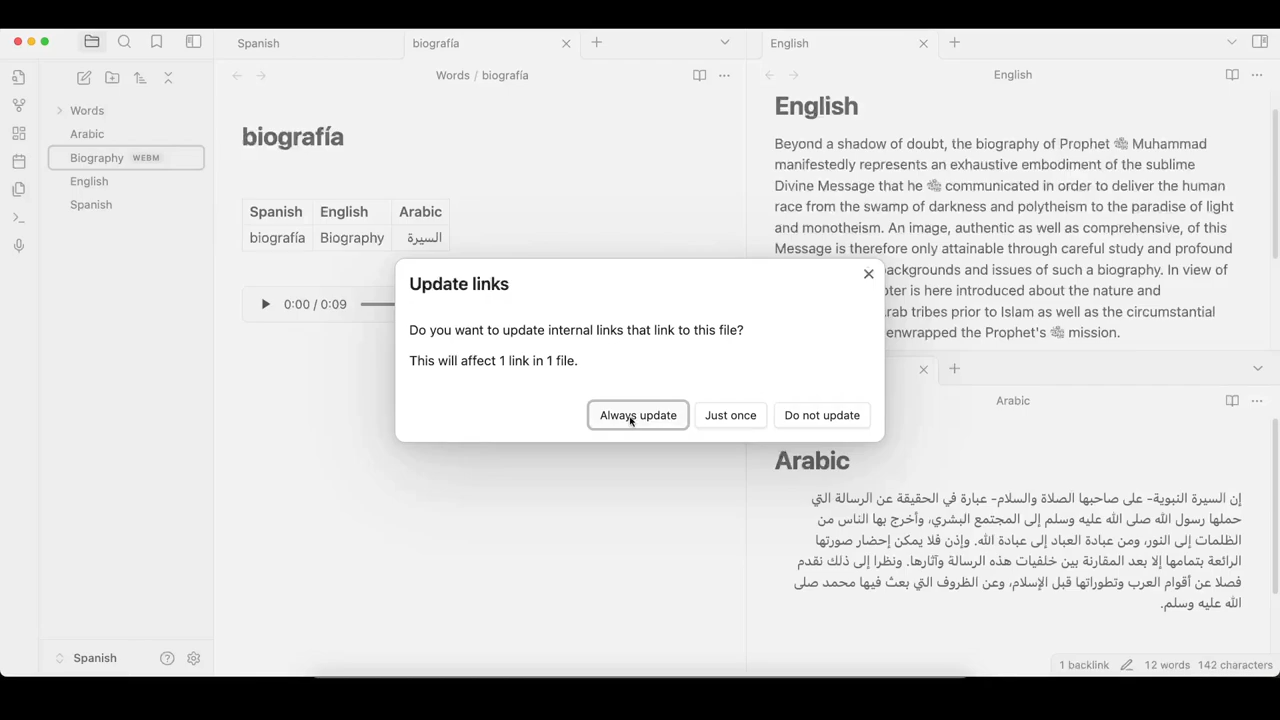 Spanish
biografía
English
Words / biografía
English
Words
Arabic
Biography WEBM
English
Spanish
biografía
Spanish English Arabic
biografía Biography السيرة
0:00 / 0:09
English
Beyond a shadow of doubt, the biography of Prophet ﷺ Muhammad
manifestedly represents an exhaustive embodiment of the sublime
Divine Message that he ﷺ communicated in order to deliver the human
race from the swamp of darkness and polytheism to the paradise of light
and monotheism. An image, authentic as well as comprehensive, of this
Message is therefore only attainable through careful study and profound
backgrounds and issues of such a biography. In view of
is here introduced about the nature and
tribes prior to Islam as well as the circumstantial
enwrapped the Prophet's ﷺ mission.
Update links
Do you want to update internal links that link to this file?
This will affect 1 link in 1 file.
Always update
Just once
Do not update
Arabic
Arabic
إن السيرة النبوية- على صاحبها الصلاة والسلام- عبارة في الحقيقة عن الرسالة التي
حملها رسول الله صلى الله عليه وسلم إلى المجتمع البشري، وأخرج بها الناس من
الظلمات إلى النور، ومن عبادة العباد إلى عبادة الله. وإذن فلا يمكن إحضار صورتها
الرائعة بتمامها إلا بعد المقارنة بين خلفيات هذه الرسالة وآثارها. ونظرا إلى ذلك نقدم
فصلا عن أقوام العرب وتطوراتها قبل الإسلام، وعن الظروف التي بعث فيها محمد صلى
الله عليه وسلم.
Spanish
1 backlink
12 words
142 characters